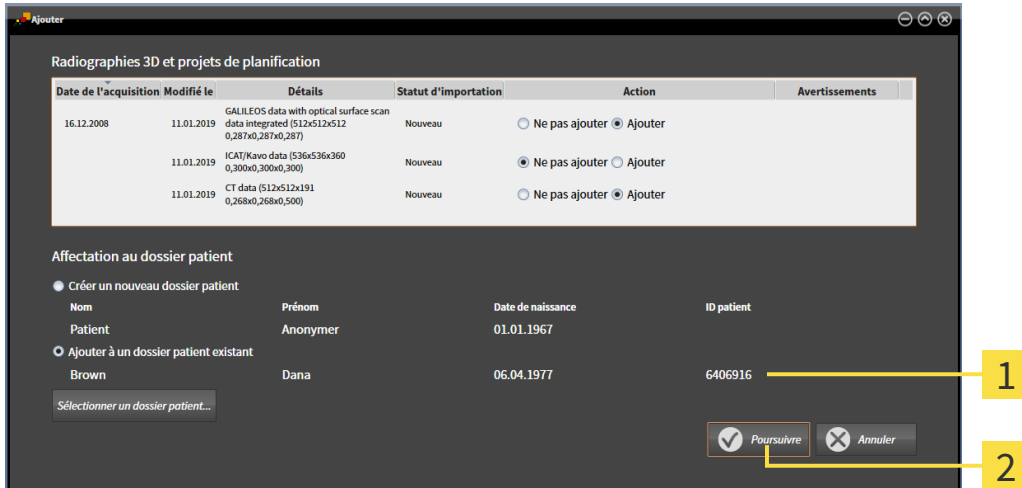 Ajouter
Radiographies 3D et projets de planification
Date de l'acquisition Modifié le Détails Statut d'importation Action Avertissements
GALILEOS data with optical surface scan
16.12.2008 11.01.2019 data integrated (512x512x512 Nouveau Ne pas ajouter Ajouter
0,287x0,287x0,287)
11.01.2019 ICAT/Kavo data (536x536x360 Nouveau Ne pas ajouter Ajouter
0,300x0,300x0,300)
11.01.2019 CT data (512x512x191 Nouveau Ne pas ajouter Ajouter
0,268x0,268x0,500)
Affectation au dossier patient
Créer un nouveau dossier patient
Nom Prénom Date de naissance ID patient
Patient Anonymer 01.01.1967
Ajouter à un dossier patient existant
Brown Dana 06.04.1977 6406916 1
Sélectionner un dossier patient...
Poursuivre Annuler
2